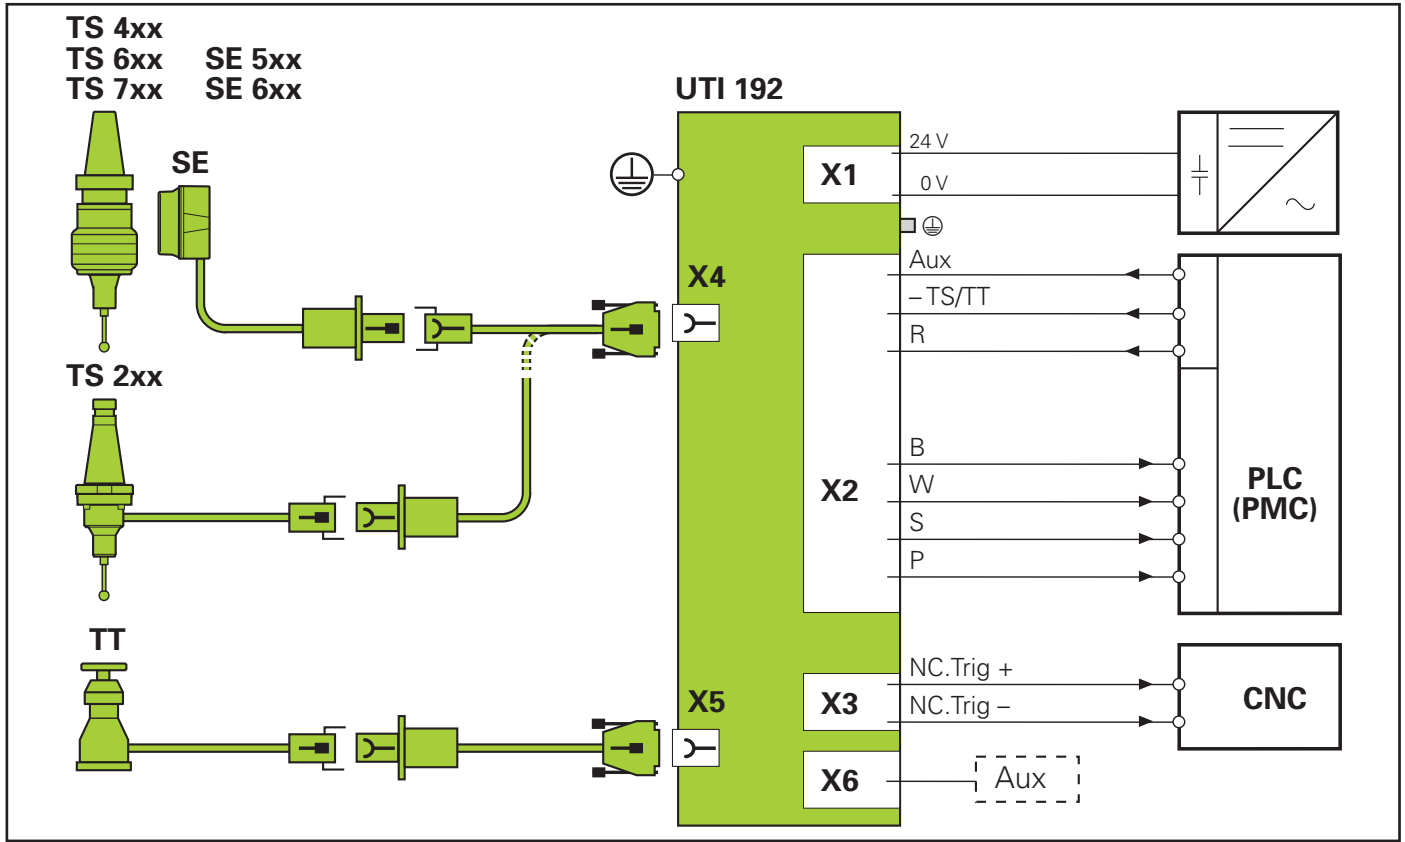 TS 4xx
TS 6xx SE 5xx
TS 7xx SE 6xx
SE
TS 2xx
TT
UTI 192
X4
X5
X1
24 V
0 V
X2
Aux
– TS/TT
R
B
W
S
P
PLC
(PMC)
X3
NC.Trig +
NC.Trig –
CNC
X6
Aux